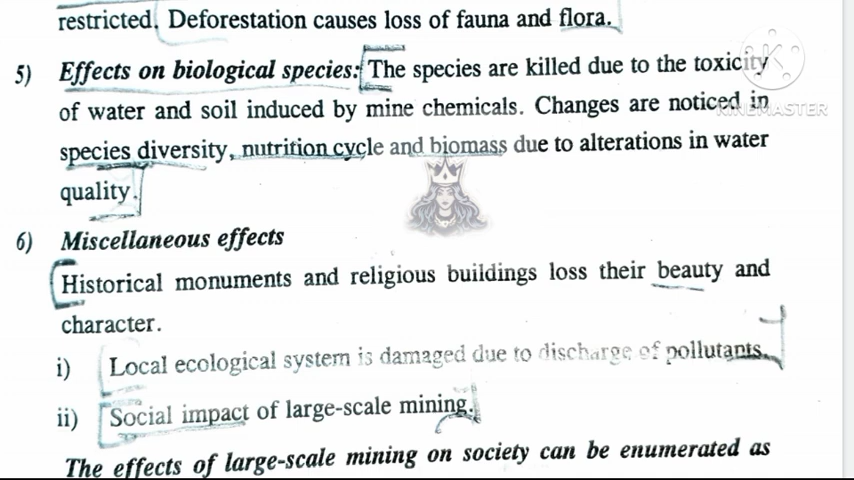 restricted. Deforestation causes loss of fauna and flora.
5) Effects on biological species: The species are killed due to the toxicity
of water and soil induced by mine chemicals. Changes are noticed in
species diversity, nutrition cycle and biomass due to alterations in water
quality.
6) Miscellaneous effects
Historical monuments and religious buildings loss their beauty and
character.
i) Local ecological system is damaged due to discharge of pollutants.
ii) Social impact of large-scale mining.
The effects of large-scale mining on society can be enumerated as
KINEMASTER